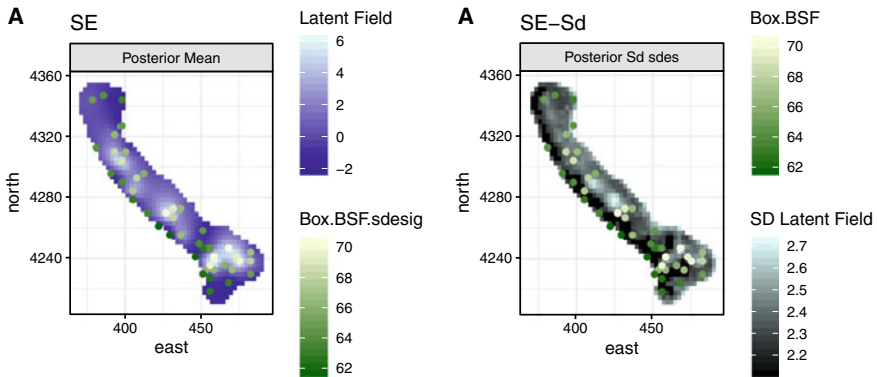 A
SE
Posterior Mean
4360
4320
4280
4240
north
400
450
east
Latent Field
6
4
2
0
−2
Box.BSF.sdesig
70
68
66
64
62
A
SE−Sd
Posterior Sd sdes
4360
4320
4280
4240
north
400
450
east
Box.BSF
70
68
66
64
62
SD Latent Field
2.7
2.6
2.5
2.4
2.3
2.2